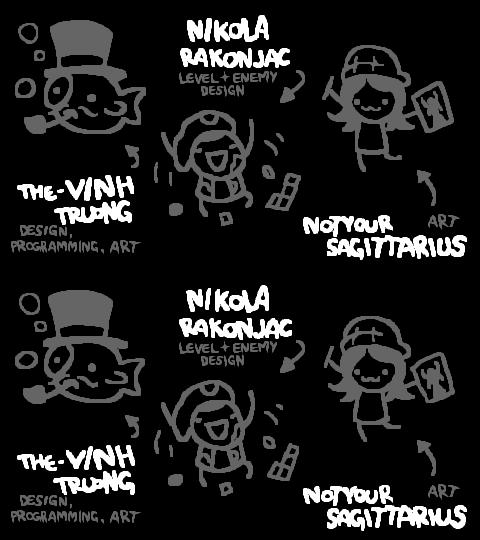 NIKOLA
RAKONJAC
LEVEL + ENEMY
DESIGN
THE-VINH
TRUONG
DESIGN,
PROGRAMMING, ART
NOTYOUR
SAGITTARIUS
ART
NIKOLA
RAKONJAC
LEVEL + ENEMY
DESIGN
THE-VINH
TRUONG
DESIGN,
PROGRAMMING, ART
NOTYOUR
SAGITTARIUS
ART